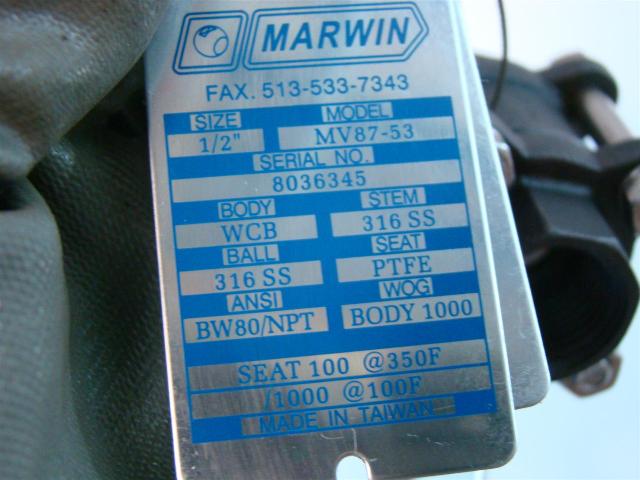 MARWIN
FAX. 513-533-7343
SIZE MODEL
1/2" MV87-53
SERIAL NO.
8036345
BODY STEM
WCB 316 SS
BALL SEAT
316 SS PTFE
ANSI WOG
BW80/NPT BODY 1000
SEAT 100 @350F
/1000 @100F
MADE IN TAIWAN